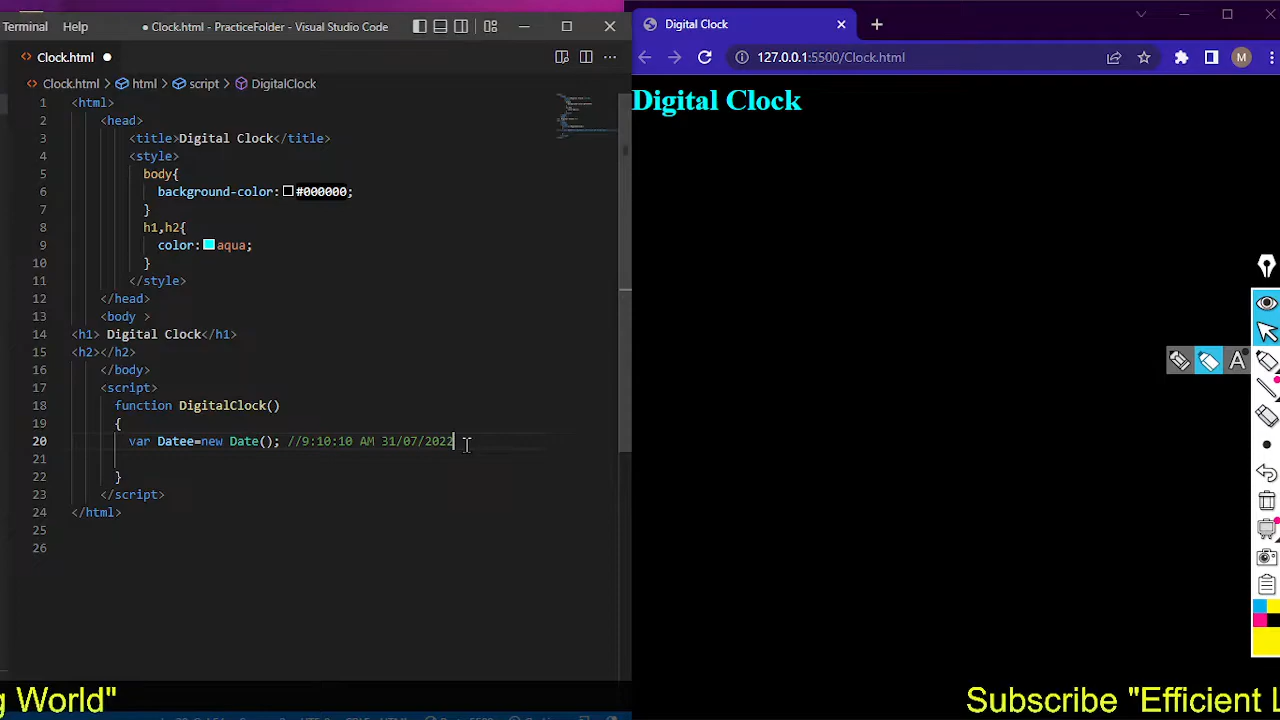 Terminal Help ● Clock.html - PracticeFolder - Visual Studio Code
Clock.html ●
Clock.html > html > script > DigitalClock
1 <html>
2 <head>
3 <title>Digital Clock</title>
4 <style>
5 body{
6 background-color: #000000;
7 }
8 h1,h2{
9 color: aqua;
10 }
11 </style>
12 </head>
13 <body >
14 <h1> Digital Clock</h1>
15 <h2></h2>
16 </body>
17 <script>
18 function DigitalClock()
19 {
20 var Datee=new Date(); //9:10:10 AM 31/07/2022
21
22 }
23 </script>
24 </html>
25
26
Digital Clock
127.0.0.1:5500/Clock.html
M
Digital Clock
A
g World" Subscribe "Efficient L